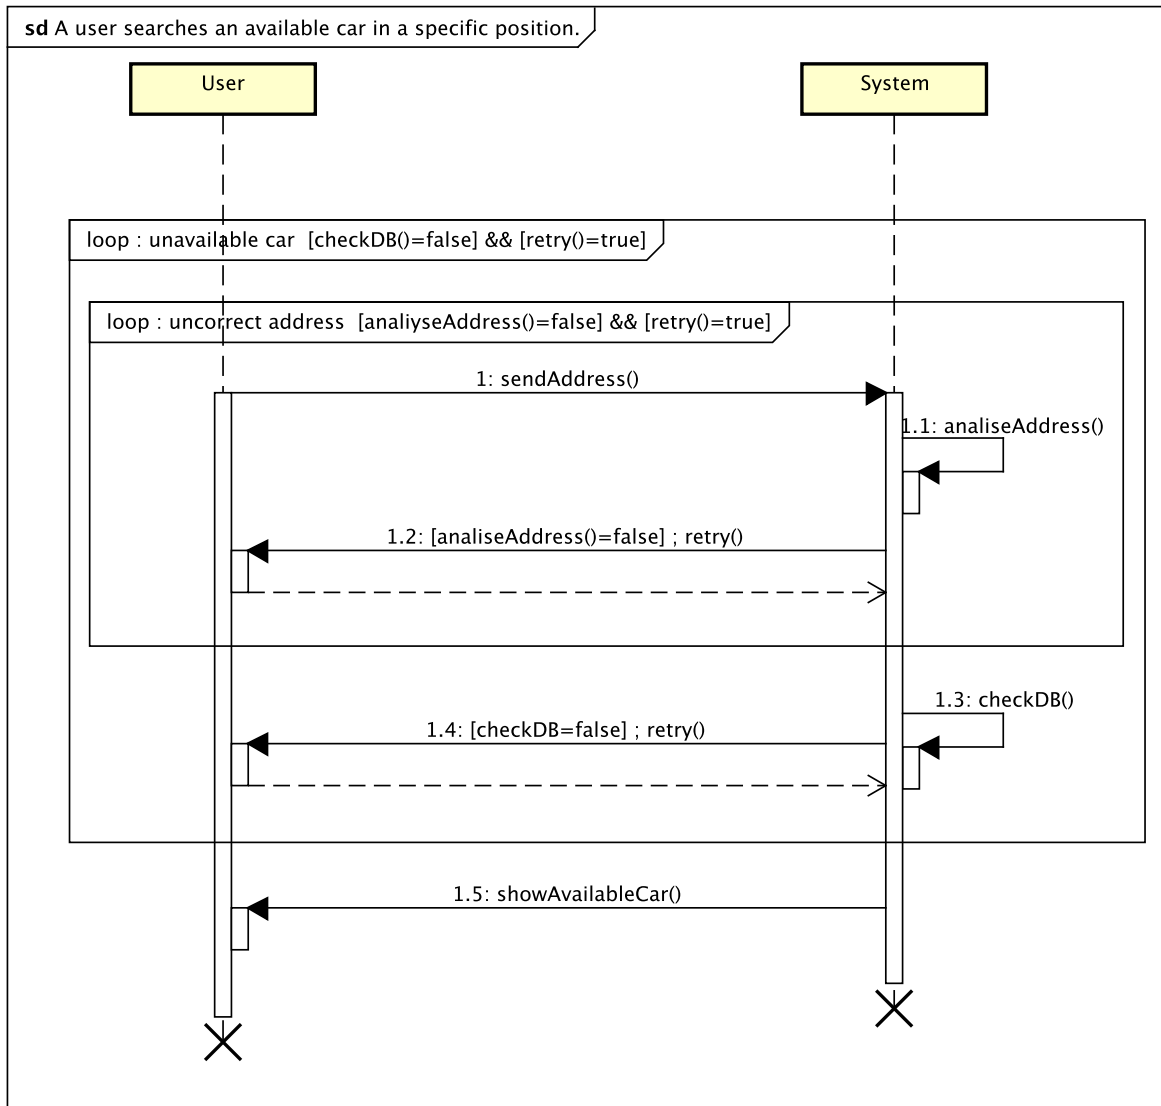 sd A user searches an available car in a specific position.
User
System
loop : unavailable car [checkDB()=false] && [retry()=true]
loop : uncorrect address [analiyseAddress()=false] && [retry()=true]
1: sendAddress()
1.1: analiseAddress()
1.2: [analiseAddress()=false] ; retry()
1.3: checkDB()
1.4: [checkDB=false] ; retry()
1.5: showAvailableCar()